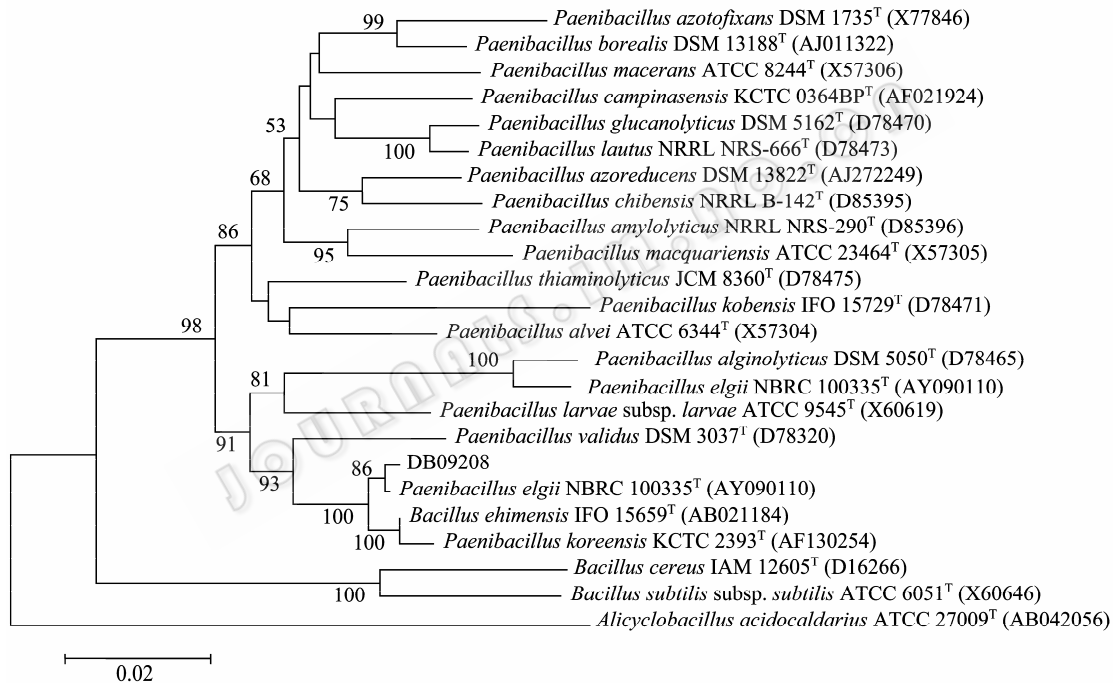 Paenibacillus azotofixans DSM 1735T (X77846)
99
Paenibacillus borealis DSM 13188T (AJ011322)
Paenibacillus macerans ATCC 8244T (X57306)
Paenibacillus campinasensis KCTC 0364BPT (AF021924)
53
Paenibacillus glucanolyticus DSM 5162T (D78470)
100
Paenibacillus lautus NRRL NRS-666T (D78473)
68
Paenibacillus azoreducens DSM 13822T (AJ272249)
75
Paenibacillus chibensis NRRL B-142T (D85395)
86
Paenibacillus amylolyticus NRRL NRS-290T (D85396)
95
Paenibacillus macquariensis ATCC 23464T (X57305)
Paenibacillus thiaminolyticus JCM 8360T (D78475)
Paenibacillus kobensis IFO 15729T (D78471)
98
Paenibacillus alvei ATCC 6344T (X57304)
100
Paenibacillus alginolyticus DSM 5050T (D78465)
81
Paenibacillus elgii NBRC 100335T (AY090110)
Paenibacillus larvae subsp. larvae ATCC 9545T (X60619)
91
Paenibacillus validus DSM 3037T (D78320)
86
DB09208
93
Paenibacillus elgii NBRC 100335T (AY090110)
100
Bacillus ehimensis IFO 15659T (AB021184)
100
Paenibacillus koreensis KCTC 2393T (AF130254)
Bacillus cereus IAM 12605T (D16266)
100
Bacillus subtilis subsp. subtilis ATCC 6051T (X60646)
Alicyclobacillus acidocaldarius ATCC 27009T (AB042056)
0.02
JOURNALS.IM.AC.CN